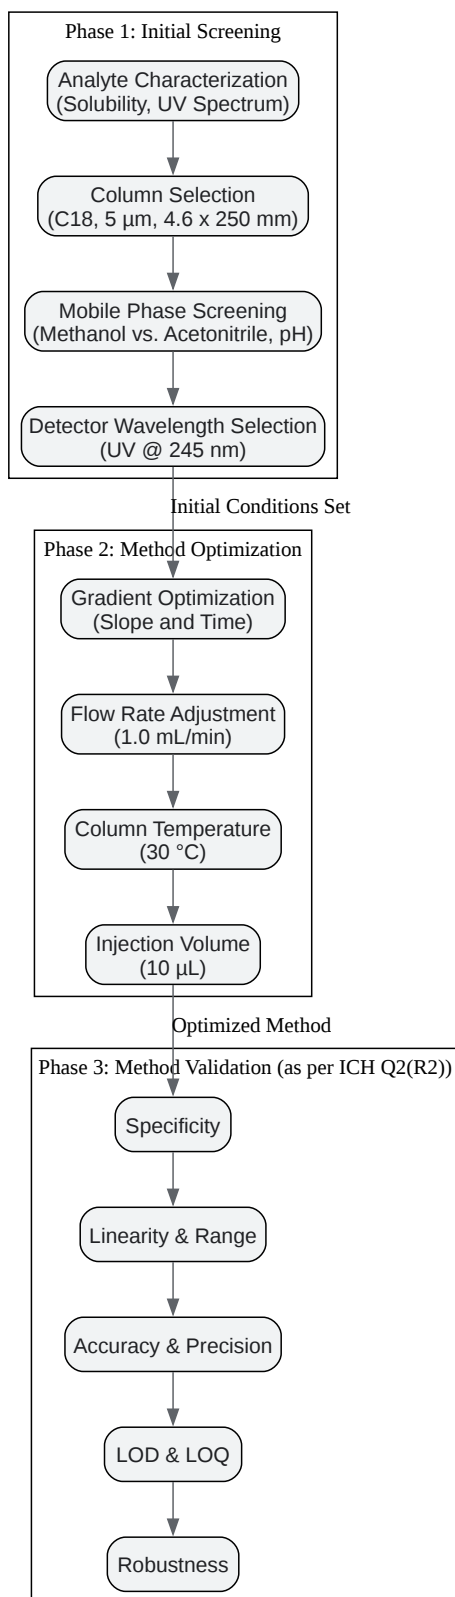 Phase 1: Initial Screening
Analyte Characterization
(Solubility, UV Spectrum)
Column Selection
(C18, 5 µm, 4.6 x 250 mm)
Mobile Phase Screening
(Methanol vs. Acetonitrile, pH)
Detector Wavelength Selection
(UV @ 245 nm)
Initial Conditions Set
Phase 2: Method Optimization
Gradient Optimization
(Slope and Time)
Flow Rate Adjustment
(1.0 mL/min)
Column Temperature
(30 °C)
Injection Volume
(10 µL)
Optimized Method
Phase 3: Method Validation (as per ICH Q2(R2))
Specificity
Linearity & Range
Accuracy & Precision
LOD & LOQ
Robustness